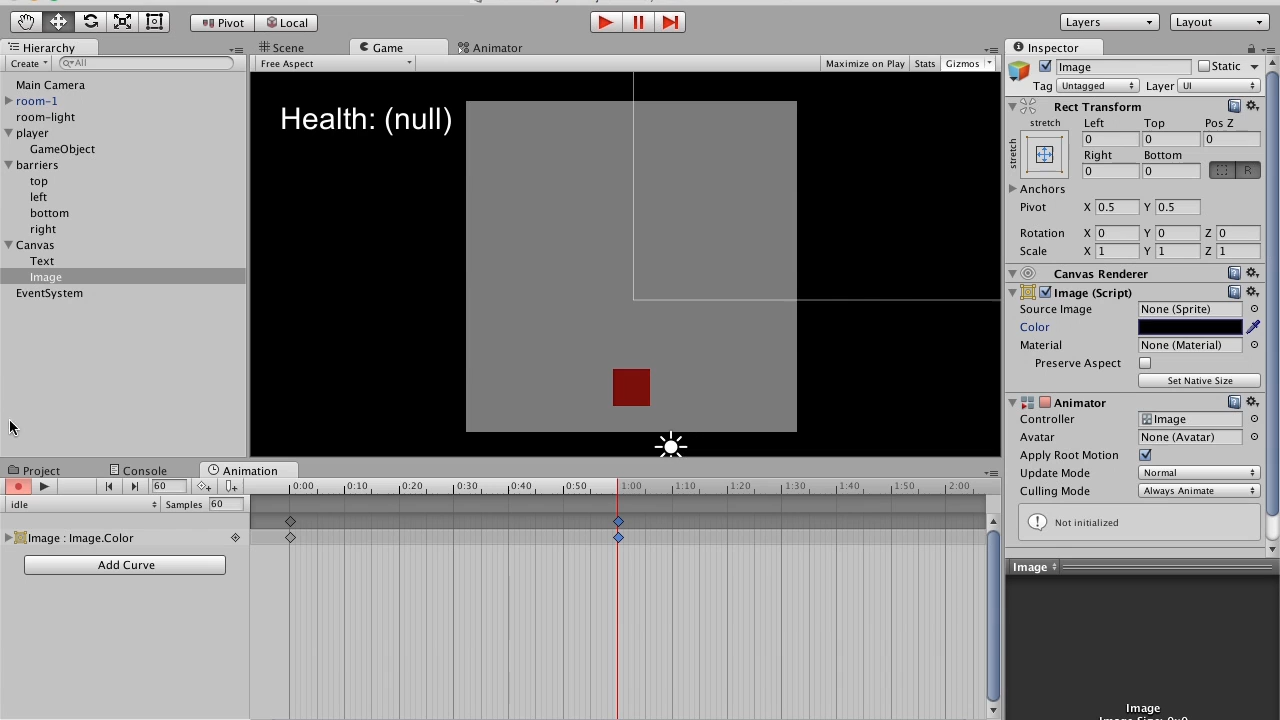 Pivot Local Layers Layout
Hierarchy
Create All
Main Camera
room-1
room-light
player
GameObject
barriers
top
left
bottom
right
Canvas
Text
Image
EventSystem
Scene Game Animator
Free Aspect Maximize on Play Stats Gizmos
Health: (null)
Inspector
Image Static
Tag Untagged Layer UI
Rect Transform
stretch Left Top Pos Z
stretch 0 0 0
Right Bottom
0 0 R
Anchors
Pivot X 0.5 Y 0.5
Rotation X 0 Y 0 Z 0
Scale X 1 Y 1 Z 1
Canvas Renderer
Image (Script)
Source Image None (Sprite)
Color
Material None (Material)
Preserve Aspect
Set Native Size
Animator
Controller Image
Avatar None (Avatar)
Apply Root Motion
Update Mode Normal
Culling Mode Always Animate
Not initialized
Image
Image
Project Console Animation
60 0:00 0:10 0:20 0:30 0:40 0:50 1:00 1:10 1:20 1:30 1:40 1:50 2:00
idle Samples 60
Image : Image.Color
Add Curve